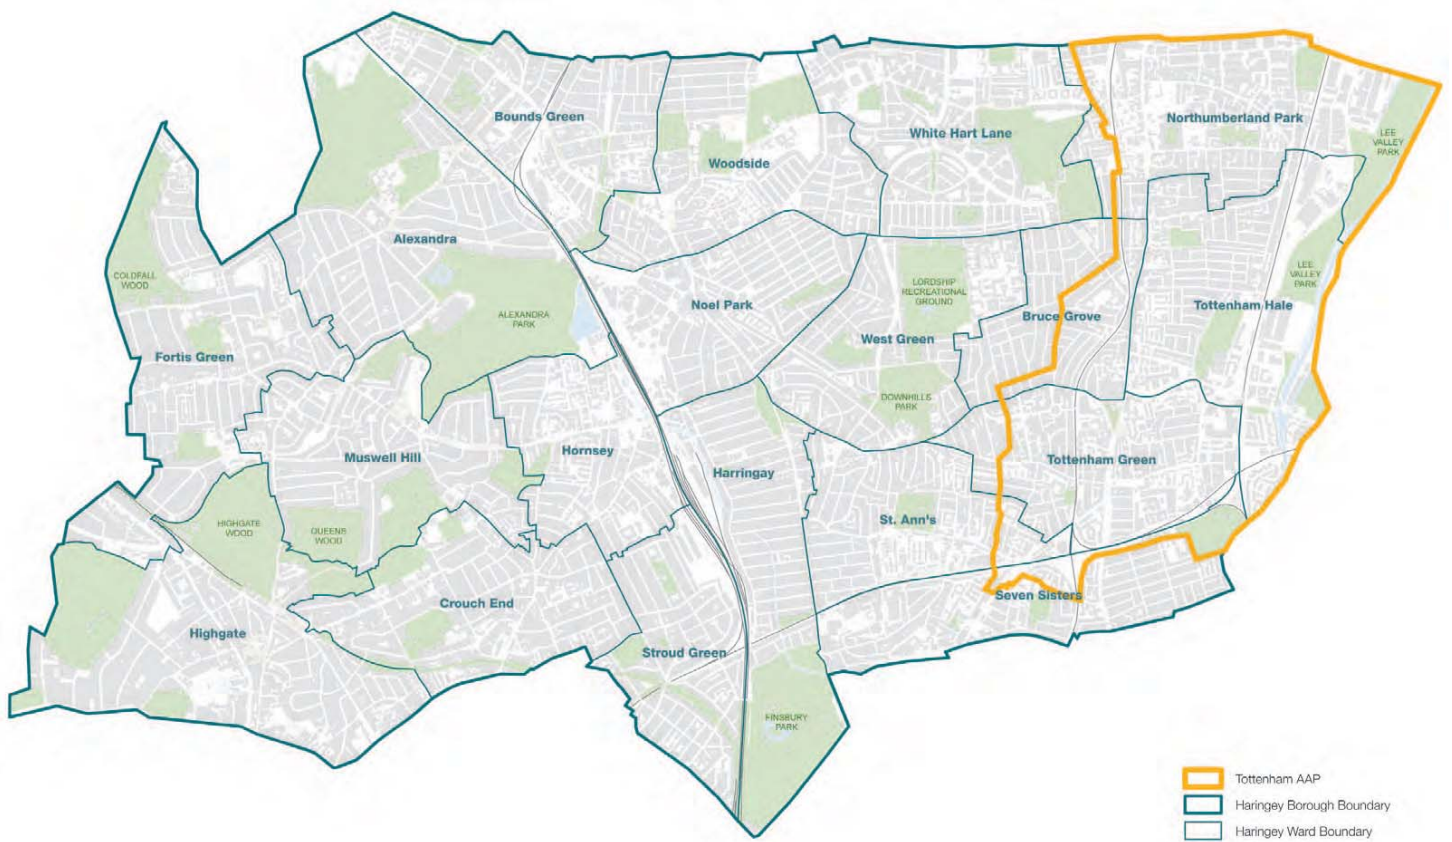 Bounds Green
Northumberland Park
White Hart Lane
LEE
VALLEY
PARK
Woodside
Alexandra
COLDFALL
WOOD
LORDSHIP
RECREATIONAL
GROUND
LEE
VALLEY
PARK
Noel Park
Tottenham Hale
ALEXANDRA
PARK
Bruce Grove
West Green
Fortis Green
DOWNHILLS
PARK
Hornsey
Muswell Hill
Tottenham Green
Harringay
St. Ann's
HIGHGATE
WOOD
QUEENS
WOOD
Seven Sisters
Crouch End
Highgate
Stroud Green
FINSBURY
PARK
Tottenham AAP
Haringey Borough Boundary
Haringey Ward Boundary